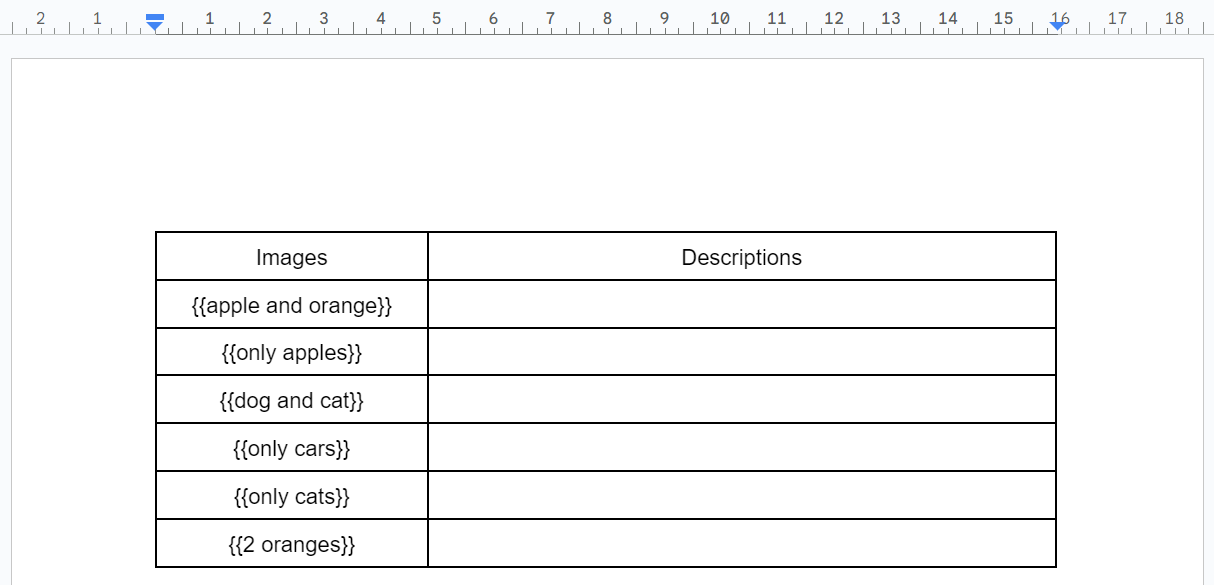 2 1 1 2 3 4 5 6 7 8 9 10 11 12 13 14 15 16 17 18
Images Descriptions
{{apple and orange}}
{{only apples}}
{{dog and cat}}
{{only cars}}
{{only cats}}
{{2 oranges}}